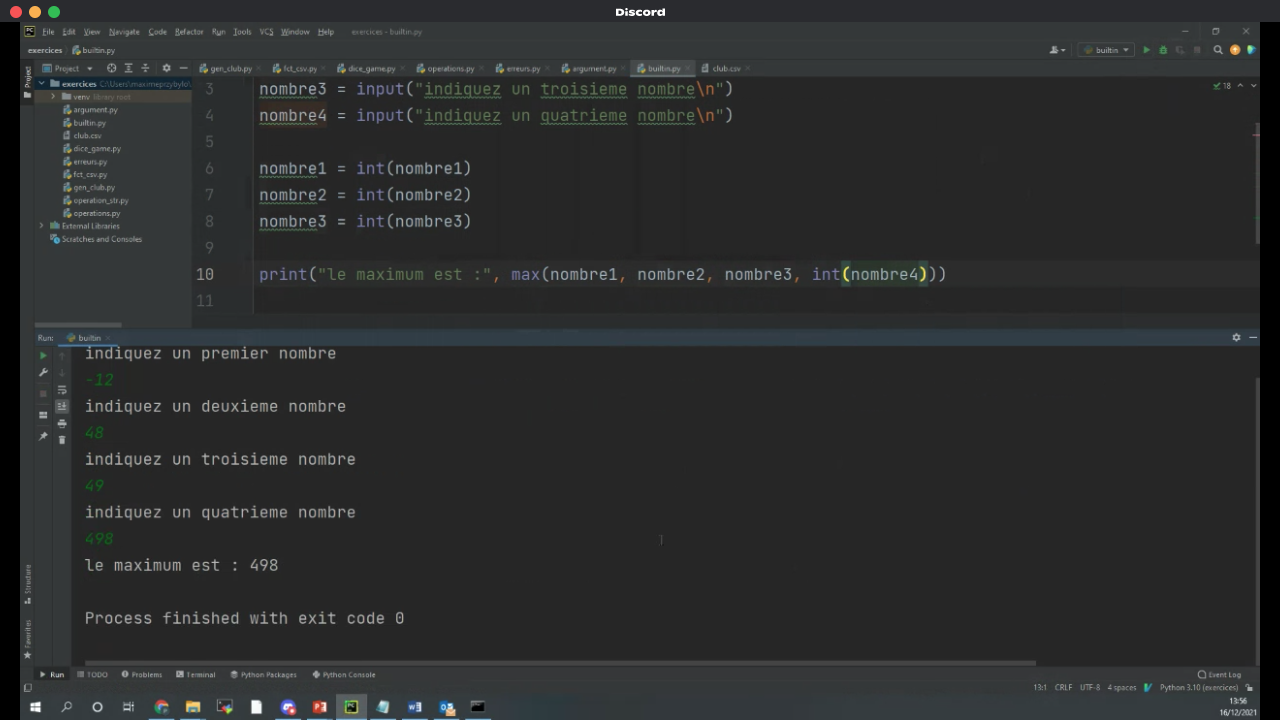 Discord
File Edit View Navigate Code Refactor Run Tools VCS Window Help exercices - builtin.py
exercices builtin.py builtin
Project gen_club.py fct_csv.py dice_game.py operations.py erreurs.py argument.py builtin.py club.csv
Project
exercices C:\Users\maximeprzybylo\
venv library root
argument.py
builtin.py
club.csv
dice_game.py
erreurs.py
fct_csv.py
gen_club.py
operation_str.py
operations.py
External Libraries
Scratches and Consoles
18
3 nombre3 = input("indiquez un troisieme nombre\n")
4 nombre4 = input("indiquez un quatrieme nombre\n")
5
6 nombre1 = int(nombre1)
7 nombre2 = int(nombre2)
8 nombre3 = int(nombre3)
9
10 print("le maximum est :", max(nombre1, nombre2, nombre3, int(nombre4)))
11
Run: builtin
indiquez un premier nombre
-12
indiquez un deuxieme nombre
48
indiquez un troisieme nombre
49
indiquez un quatrieme nombre
498
le maximum est : 498
Process finished with exit code 0
Structure
Favorites
Run TODO Problems Terminal Python Packages Python Console Event Log
13:1 CRLF UTF-8 4 spaces Python 3.10 (exercices)
13:56
16/12/2021